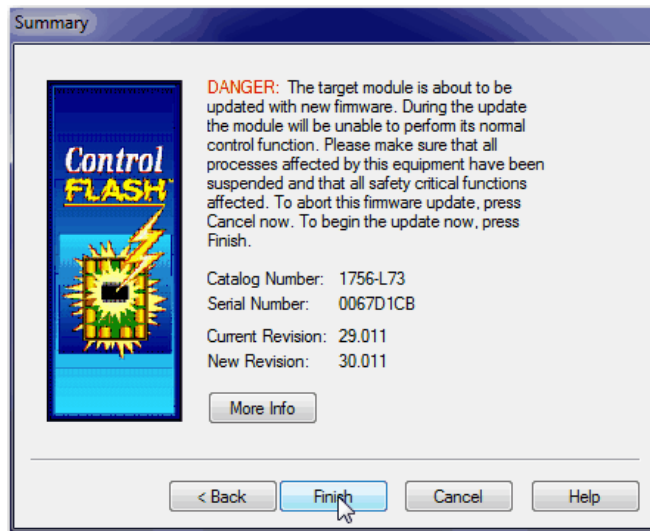 Summary
Control
FLASH
DANGER: The target module is about to be
updated with new firmware. During the update
the module will be unable to perform its normal
control function. Please make sure that all
processes affected by this equipment have been
suspended and that all safety critical functions
affected. To abort this firmware update, press
Cancel now. To begin the update now, press
Finish.
Catalog Number: 1756-L73
Serial Number: 0067D1CB
Current Revision: 29.011
New Revision: 30.011
More Info
< Back Finish Cancel Help